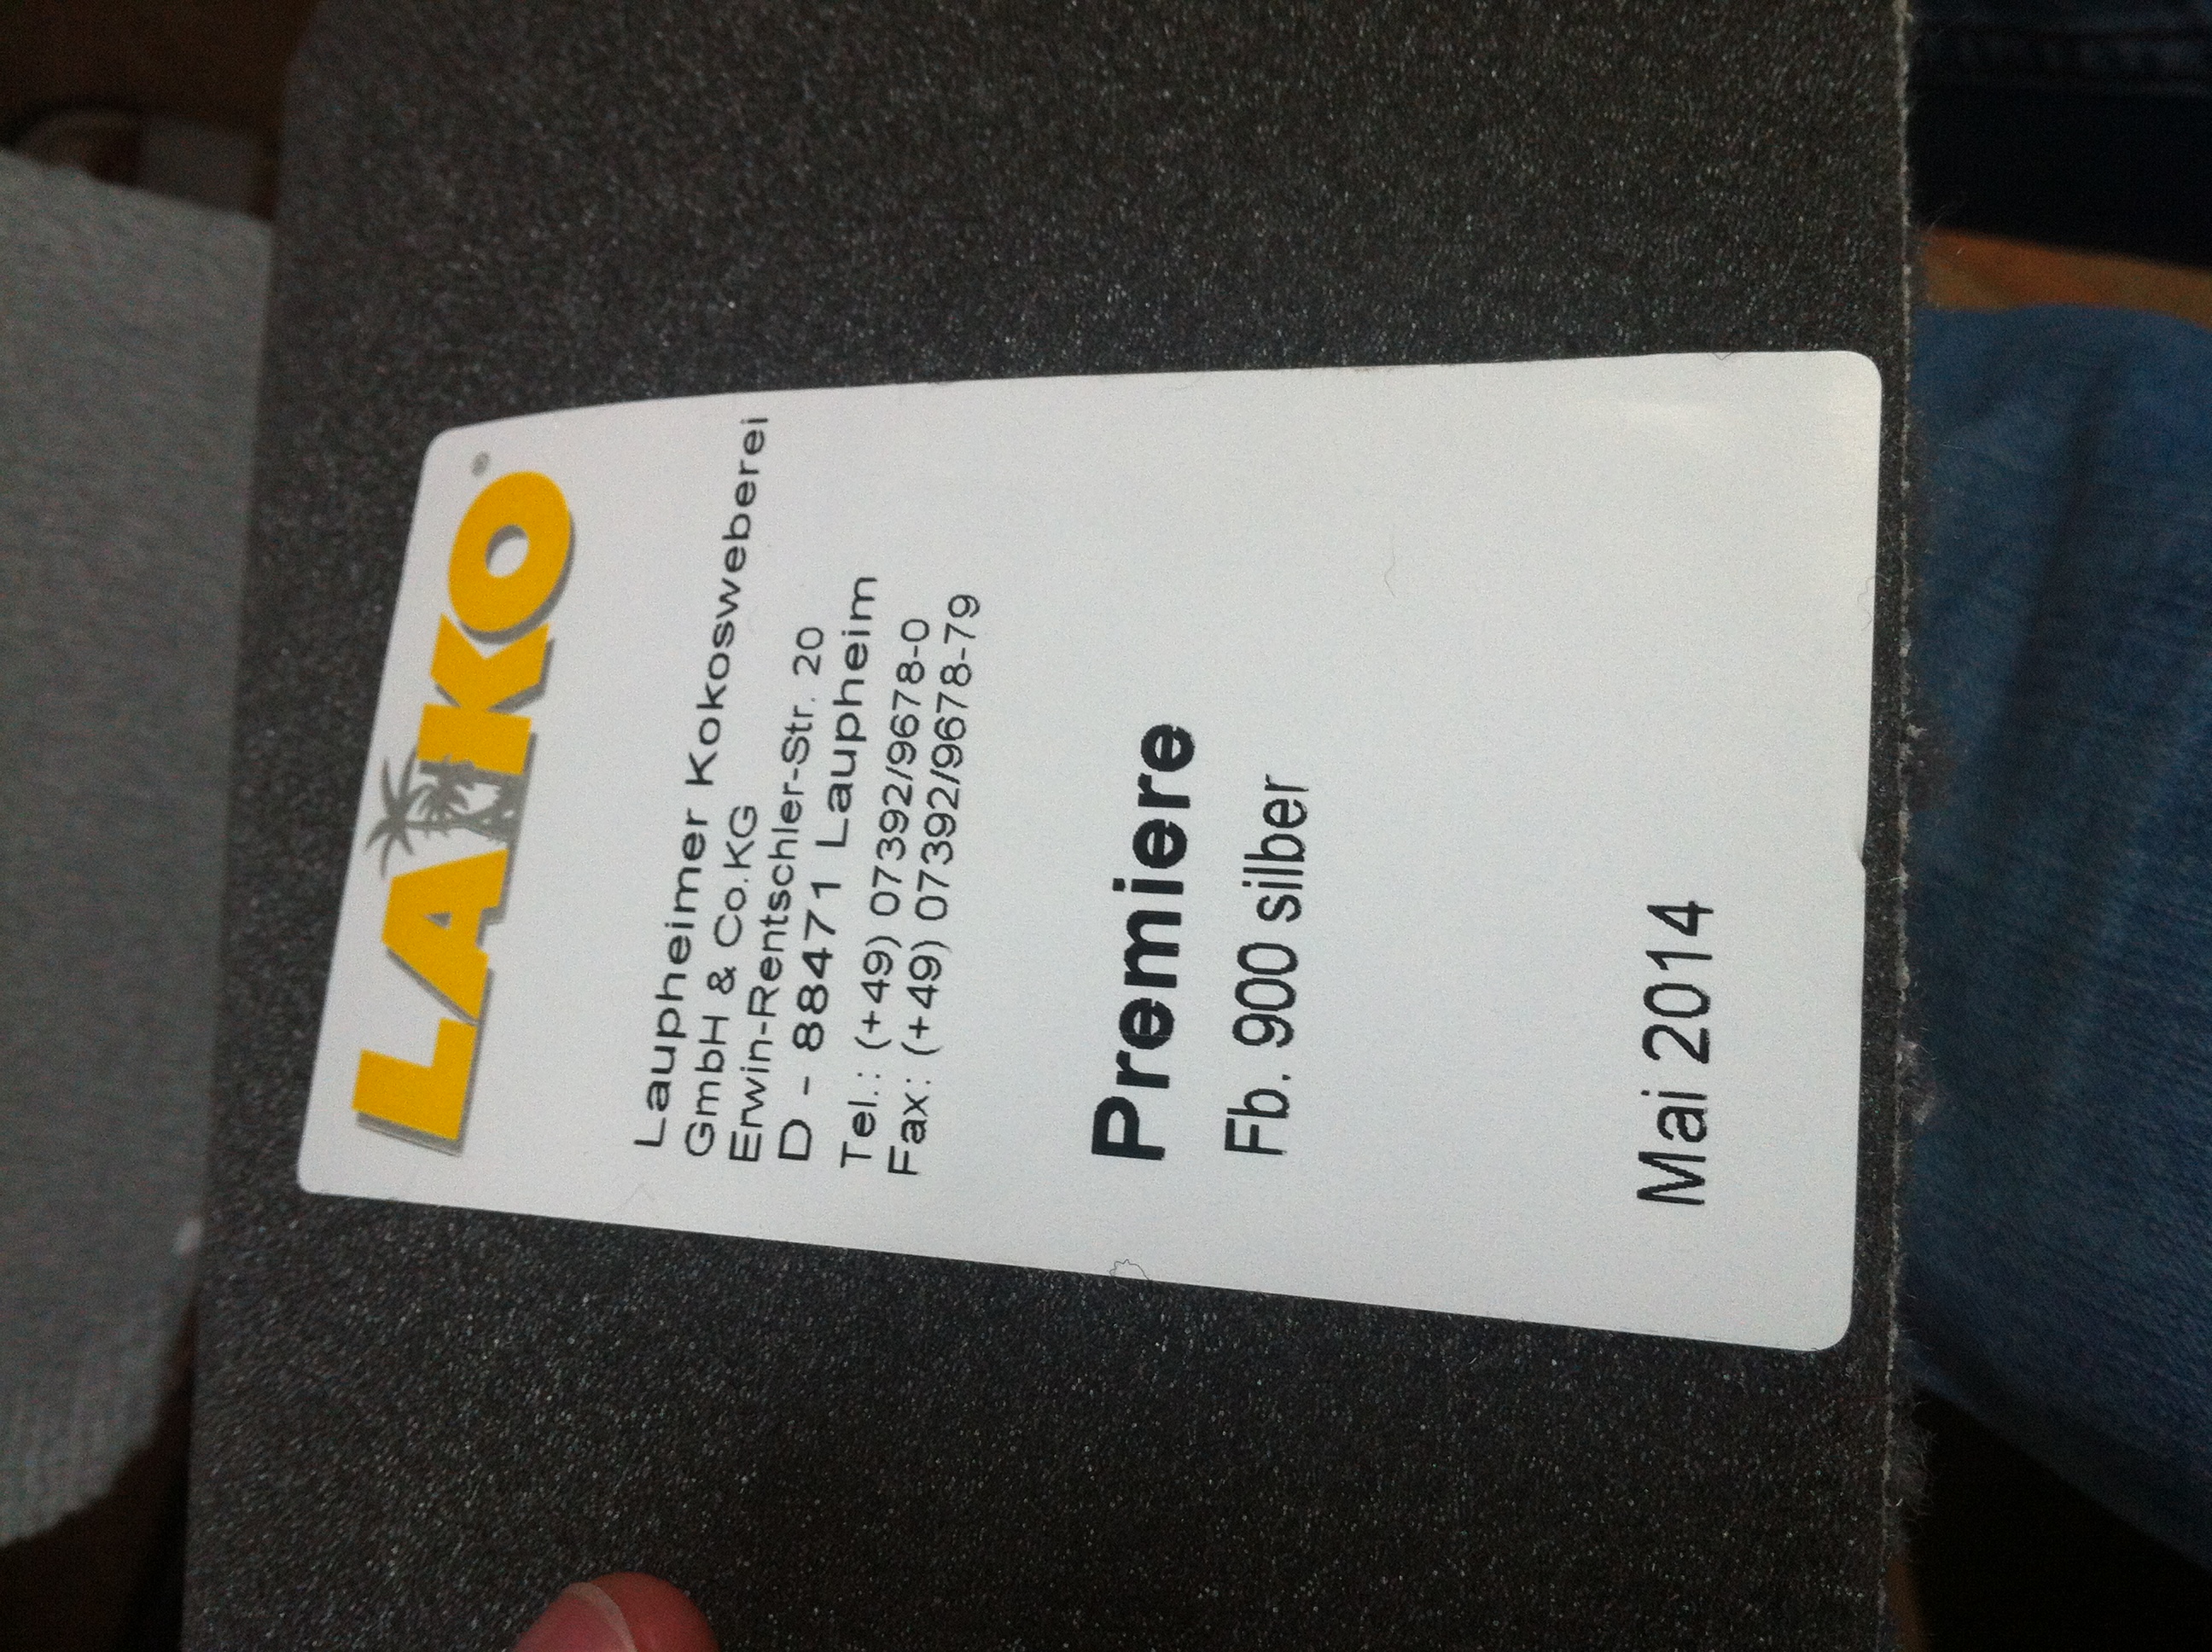 LAKO®
Laupheimer Kokosweberei
GmbH & Co.KG
Erwin-Rentschler-Str. 20
D - 88471 Laupheim
Tel.: (+49) 07392/9678-0
Fax: (+49) 07392/9678-79
Premiere
Fb. 900 silber
Mai 2014